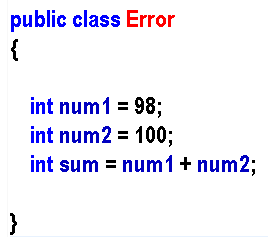 public class Error
{
int num1 = 98;
int num2 = 100;
int sum = num1 + num2;
}